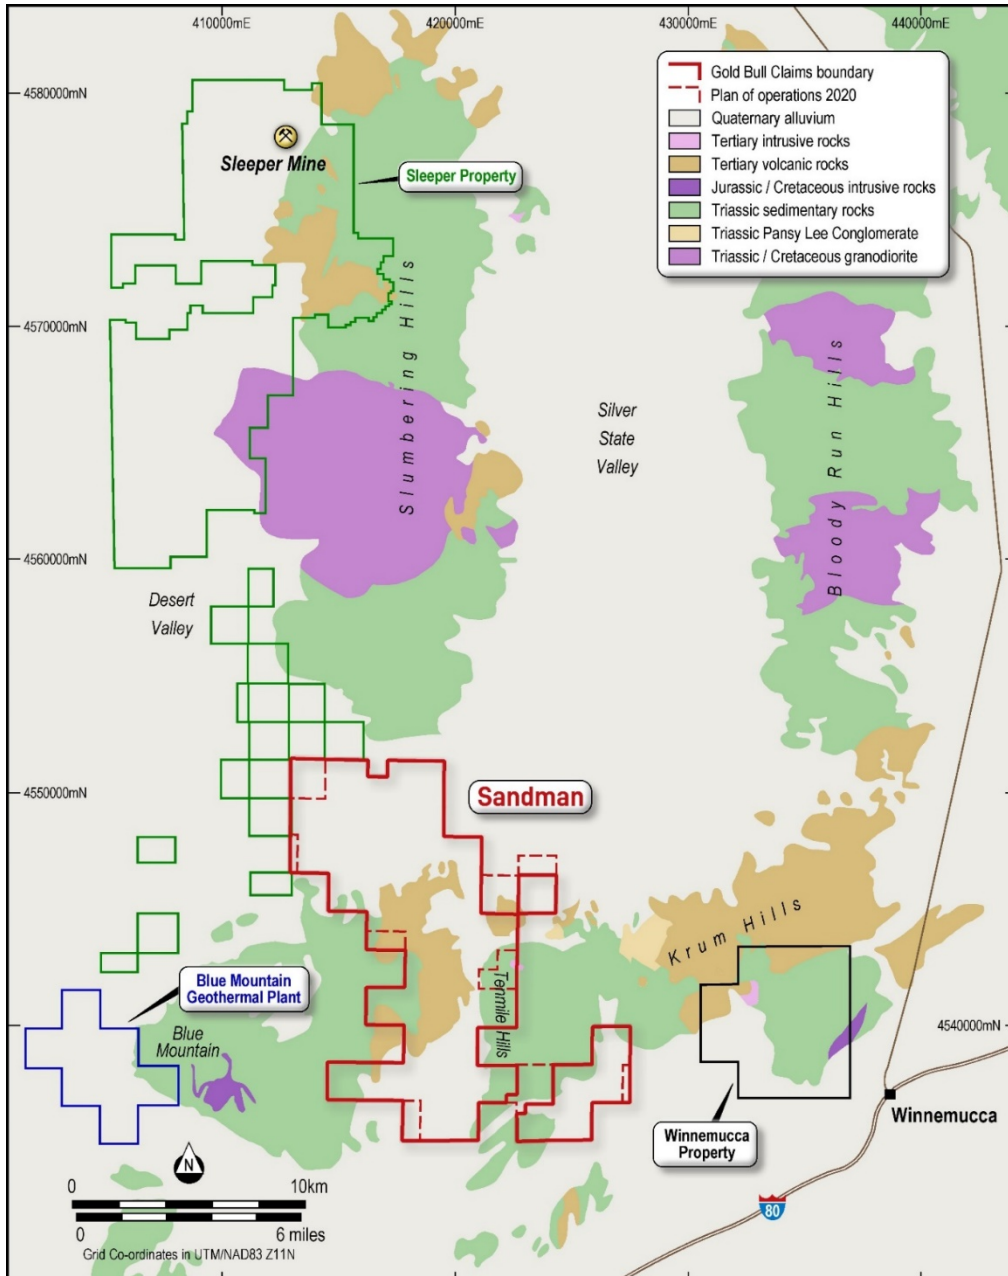 410000mE
420000mE
430000mE
440000mE
4580000mN
4570000mN
4560000mN
4550000mN
4540000mN
Gold Bull Claims boundary
Plan of operations 2020
Quaternary alluvium
Tertiary intrusive rocks
Tertiary volcanic rocks
Jurassic / Cretaceous intrusive rocks
Triassic sedimentary rocks
Triassic Pansy Lee Conglomerate
Triassic / Cretaceous granodiorite
Sleeper Mine
Sleeper Property
Slumbering Hills
Silver
State
Valley
Bloody Run Hills
Desert
Valley
Sandman
Krum Hills
Tenmile Hills
Blue Mountain
Geothermal Plant
Blue
Mountain
Winnemucca
Winnemucca
Property
N
0 10km
0 6 miles
Grid Co-ordinates in UTM/NAD83 Z11N
80